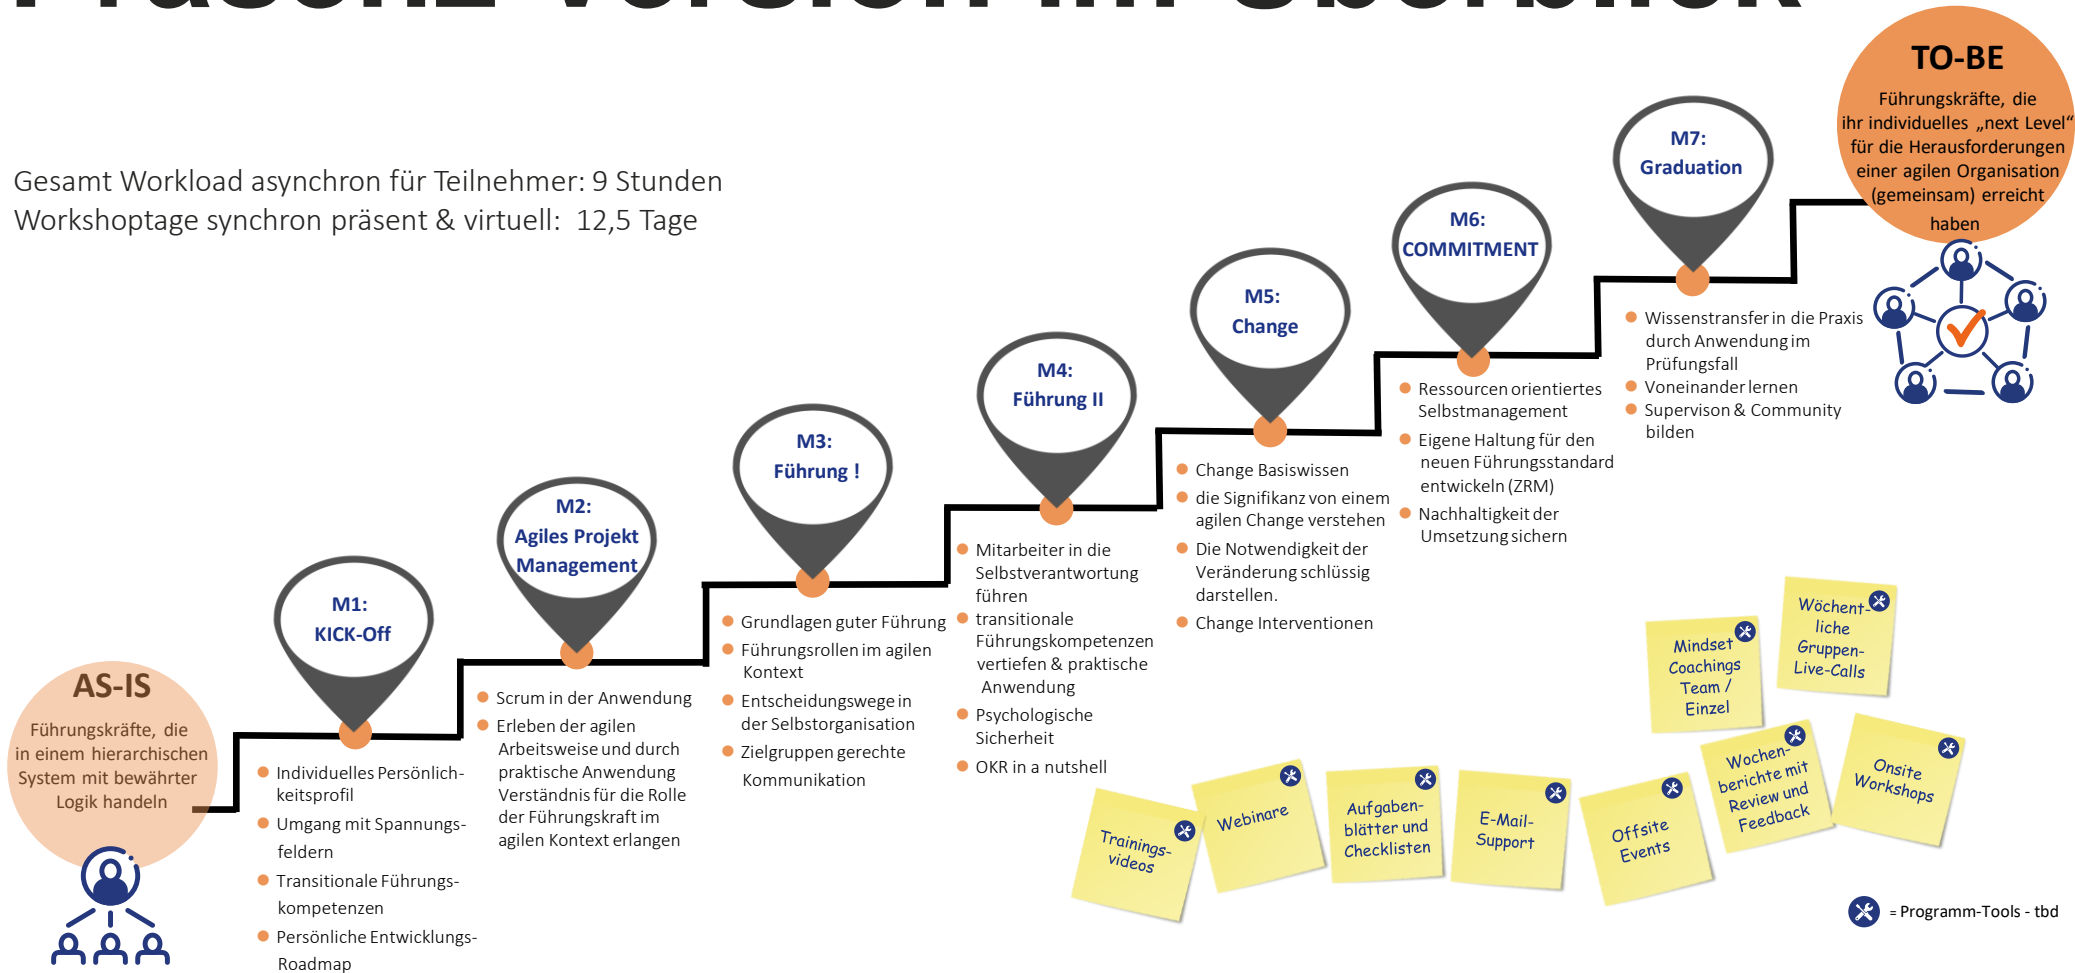 Präsenz Version im Überblick
Gesamt Workload asynchron für Teilnehmer: 9 Stunden
Workshoptage synchron präsent & virtuell: 12,5 Tage
AS-IS
Führungskräfte, die
in einem hierarchischen
System mit bewährter
Logik handeln
M1:
KICK-Off
Individuelles Persönlich-
keitsprofil
Umgang mit Spannungs-
feldern
Transitionale Führungs-
kompetenzen
Persönliche Entwicklungs-
Roadmap
M2:
Agiles Projekt
Management
Scrum in der Anwendung
Erleben der agilen
Arbeitsweise und durch
praktische Anwendung
Verständnis für die Rolle
der Führungskraft im
agilen Kontext erlangen
M3:
Führung !
Grundlagen guter Führung
Führungsrollen im agilen
Kontext
Entscheidungswege in
der Selbstorganisation
Zielgruppen gerechte
Kommunikation
M4:
Führung II
Mitarbeiter in die
Selbstverantwortung
führen
transitionale
Führungskompetenzen
vertiefen & praktische
Anwendung
Psychologische
Sicherheit
OKR in a nutshell
M5:
Change
Change Basiswissen
die Signifikanz von einem
agilen Change verstehen
Die Notwendigkeit der
Veränderung schlüssig
darstellen.
Change Interventionen
M6:
COMMITMENT
Ressourcen orientiertes
Selbstmanagement
Eigene Haltung für den
neuen Führungsstandard
entwickeln (ZRM)
Nachhaltigkeit der
Umsetzung sichern
M7:
Graduation
Wissenstransfer in die Praxis
durch Anwendung im
Prüfungsfall
Voneinander lernen
Supervison & Community
bilden
TO-BE
Führungskräfte, die
ihr individuelles „next Level“
für die Herausforderungen
einer agilen Organisation
(gemeinsam) erreicht
haben
Trainings-
videos
Webinare
Aufgaben-
blätter und
Checklisten
E-Mail-
Support
Offsite
Events
Mindset
Coachings
Team /
Einzel
Wöchent-
liche
Gruppen-
Live-Calls
Wochen-
berichte mit
Review und
Feedback
Onsite
Workshops
= Programm-Tools - tbd